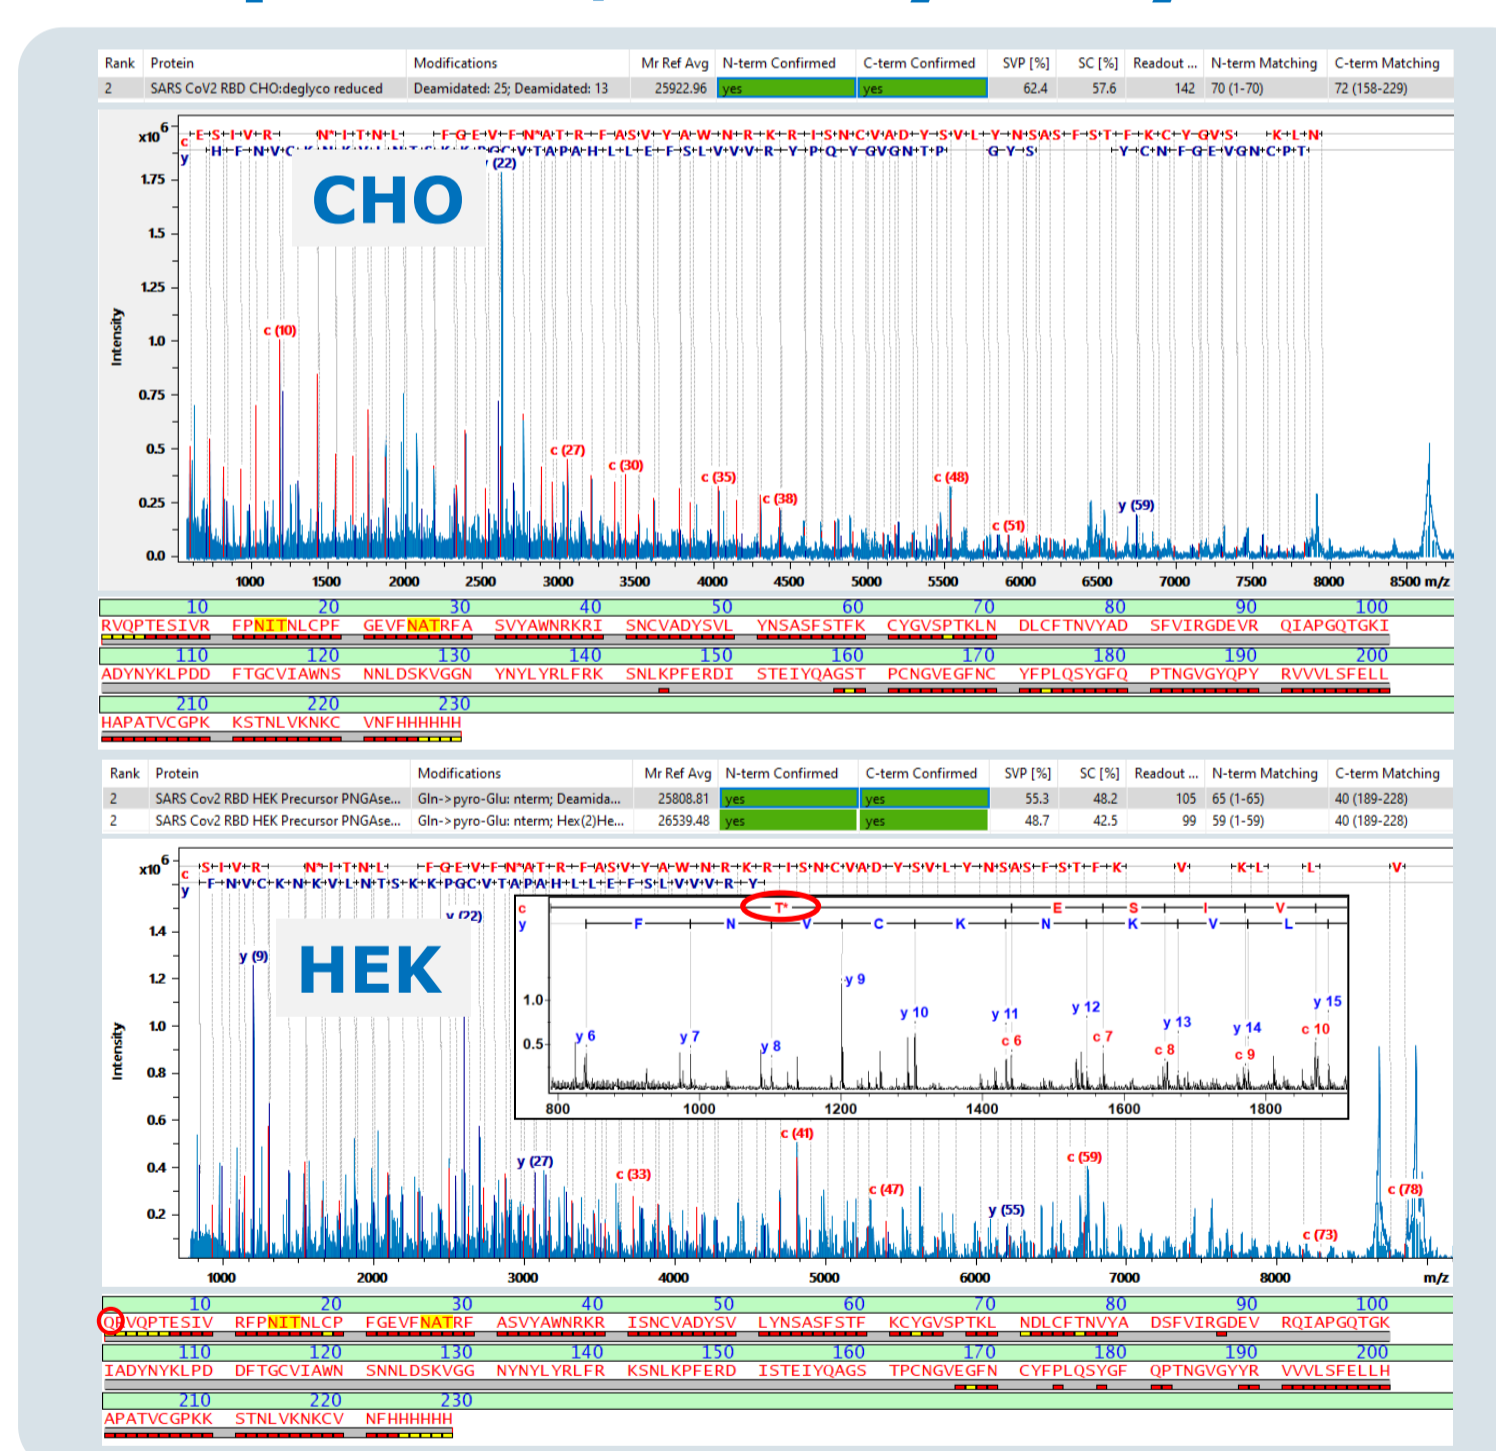 Rank Protein Modifications Mr Ref Avg N-term Confirmed C-term Confirmed SVP [%] SC [%] Readout ... N-term Matching C-term Matching
2 SARS CoV2 RBD CHO:deglyco reduced Deamidated: 25; Deamidated: 13 25922.96 yes yes 62.4 57.6 142 70 (1-70) 72 (158-229)
x10 6
c E S I V R N* I T N L F G E V F N* A T R F A S V Y A W N R K R I S N C V A D Y S V L Y N S A S F S T F K C Y G V S K L N
y
(22)
CHO
Intensity
1.75
1.5
1.25
1.0
0.75
0.5
0.25
0.0
c (10)
c (27)
c (30)
c (35)
c (38)
c (48)
c (51)
y (59)
1000 1500 2000 2500 3000 3500 4000 4500 5000 5500 6000 6500 7000 7500 8000 8500 m/z
10 20 30 40 50 60 70 80 90 100
RVQPTESIVR FPNITNLCPF GEVFNATRFA SVYAWNRKRI SNCVADYSVL YNSASFSTFK CYGVSPTKLN DLCFTNVYAD SFVIRGDEVR QIAPGQTGKI
110 120 130 140 150 160 170 180 190 200
ADYNYKLPDD FTGCVIAWNS NNLDSKVGGN YNYLYRLFRK SNLKPFERDI STEIYQAGST PCNGVEGFNC YFPLQSYGFQ PTNGVGYQPY RVVVLSFELL
210 220 230
HAPATVCGPK KSTNLVKNKC VNFHHHHHH
Rank Protein Modifications Mr Ref Avg N-term Confirmed C-term Confirmed SVP [%] SC [%] Readout ... N-term Matching C-term Matching
2 SARS Cov2 RBD HEK Precursor PNGAse... Gln->pyro-Glu: nterm; Deamida... 25808.81 yes yes 55.3 48.2 105 65 (1-65) 40 (189-228)
2 SARS Cov2 RBD HEK Precursor PNGAse... Gln->pyro-Glu: nterm; Hex(2)He... 26539.48 yes yes 48.7 42.5 99 59 (1-59) 40 (189-228)
x10 6
c S I V R N* I T N L F G E V F N* A T R F A S V Y A W N R K R I S N C V A D Y S V L Y N S A S F S T F K V K L L V
y F N V C K N K V L N T S K K P G C V T A P A H L L E F S L V V V R Y
y (22)
HEK
Intensity
1.4
1.2
1.0
0.8
0.6
0.4
0.2
y (9)
y (27)
c (33)
c (41)
c (47)
y (55)
c (59)
c (73)
c (78)
c T* E S I V
y F N V C K N K V L
1.0
0.5
y 6 y 7 y 8 y 9 y 10 y 11 c 6 y 12 c 7 c 8 y 13 y 14 c 9 y 15 c 10
800 1000 1200 1400 1600 1800
1000 2000 3000 4000 5000 6000 7000 8000 m/z
10 20 30 40 50 60 70 80 90 100
VQPTESIV RFPNITNLCP FGEVFNATRF ASVYAWNRKR ISNCVADYSV LYNSASFSTF KCYGVSPTKL NDLCFTNVYA DSFVIRGDEV RQIAPGQTGK
110 120 130 140 150 160 170 180 190 200
IADYNYKLPD DFTGCVIAWN SNNLDSKVGG NYNYLYRLFR KSNLKPFERD ISTEIYQAGS TPCNGVEGFN CYFPLQSYGF QPTNGVGYYR VVVLSFELLH
210 220 230
APATVCGPKK STNLVKNKCV NFHHHHHH